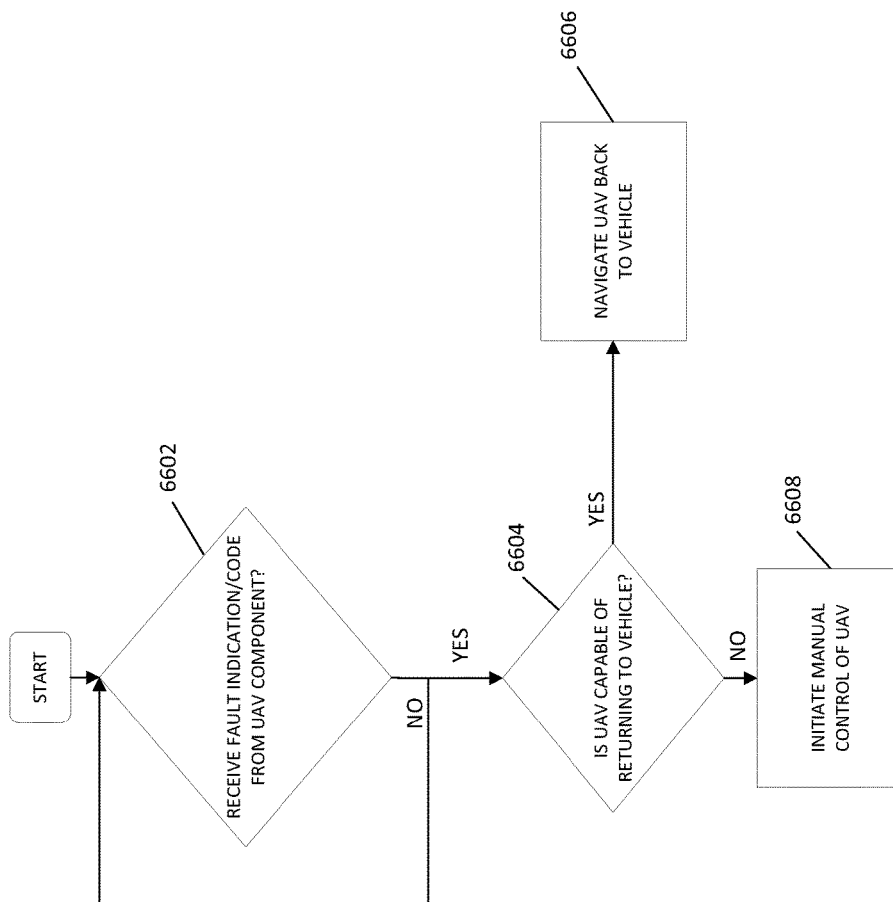 START
6602
RECEIVE FAULT INDICATION/CODE
FROM UAV COMPONENT?
NO
YES
6604
IS UAV CAPABLE OF
RETURNING TO VEHICLE?
YES
6606
NAVIGATE UAV BACK
TO VEHICLE
NO
6608
INITIATE MANUAL
CONTROL OF UAV